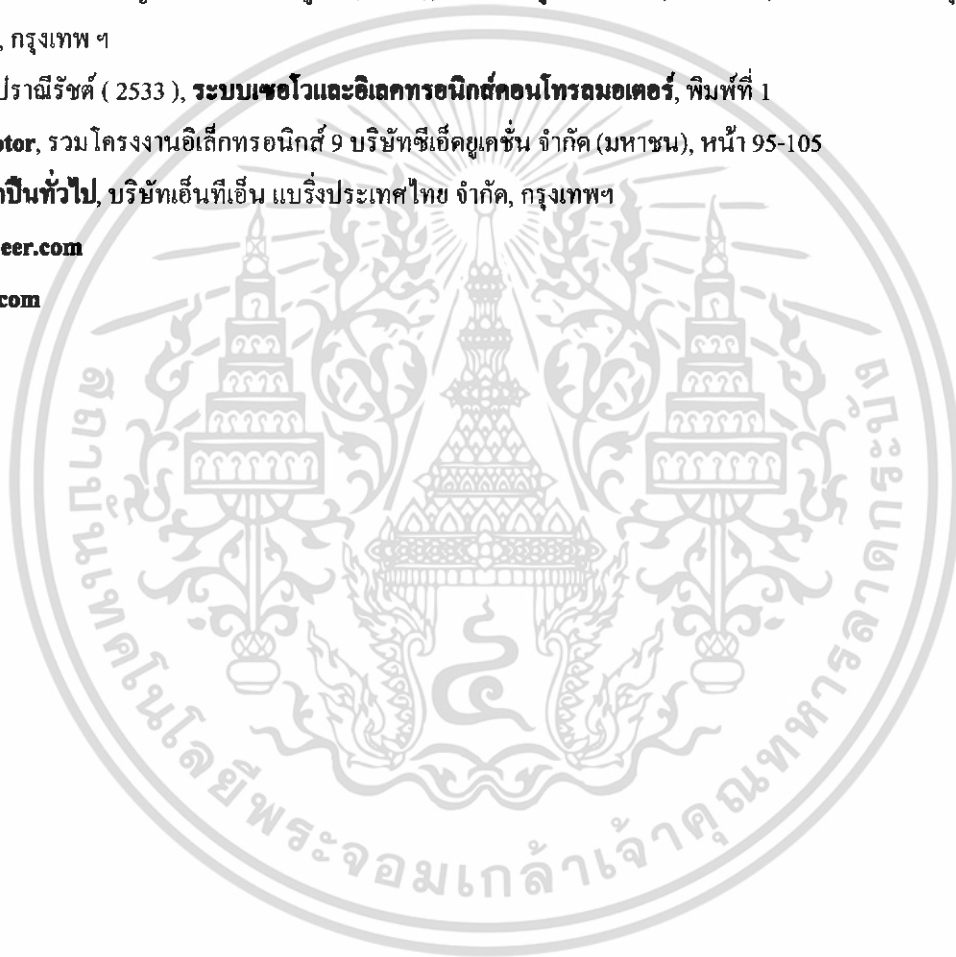 , กรุงเทพ ฯ
ปราณีรัชต์ ( 2533 ), ระบบเซอโวและอิเลคทรอนิกส์คอนโทรลมอเตอร์, พิมพ์ที่ 1
otor, รวมโครงงานอิเล็กทรอนิกส์ 9 บริษัทซีเอ็ดยูเคชั่น จำกัด (มหาชน), หน้า 95-105
ปืนทั่วไป, บริษัทเอ็นทีเอ็น แบริ่งประเทศไทย จำกัด, กรุงเทพฯ
eer.com
.com
สถาบันเทคโนโลยีพระจอมเกล้าเจ้าคุณทหารลาดกระบัง